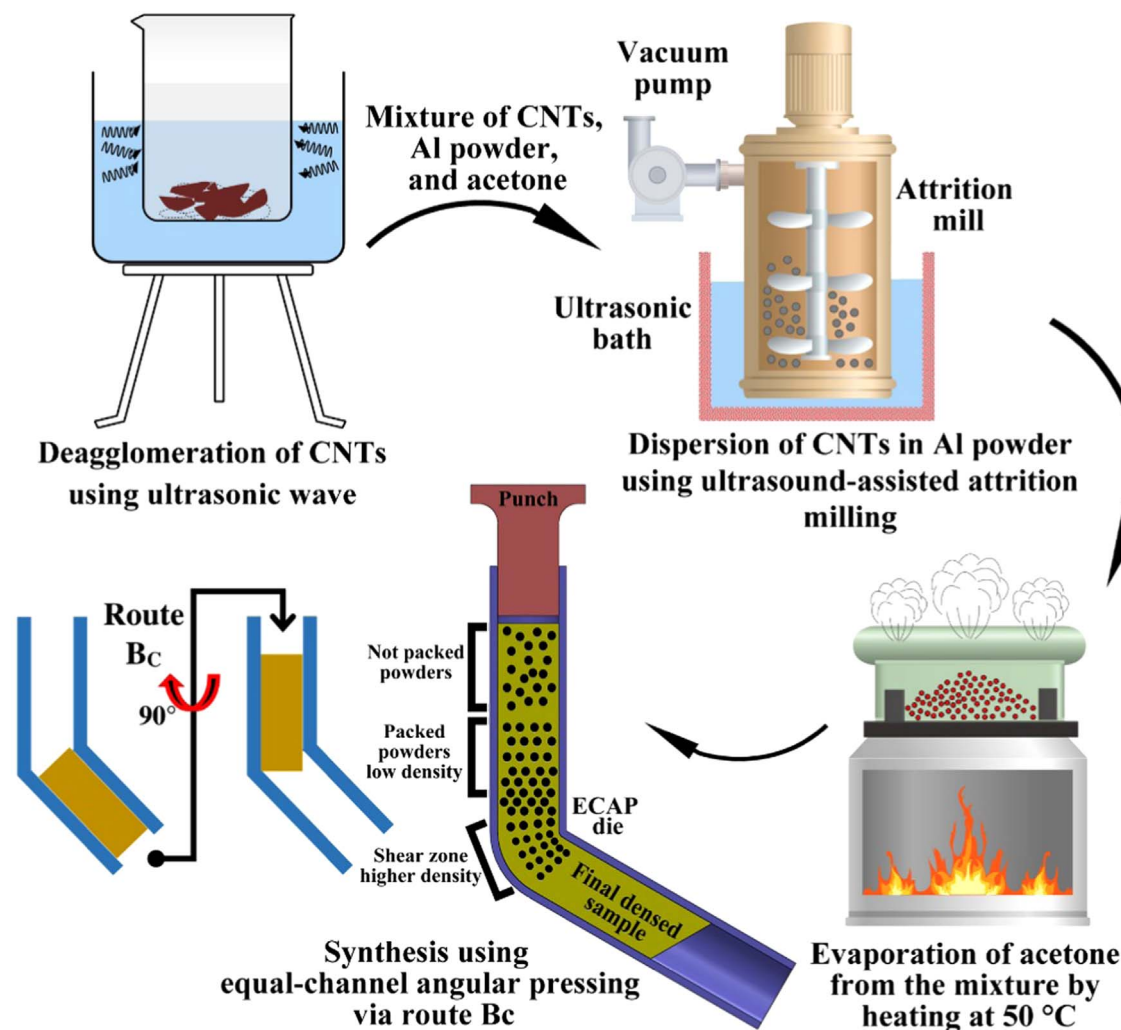 Mixture of CNTs,
Al powder,
and acetone
Vacuum
pump
Attrition
mill
Ultrasonic
bath
Deagglomeration of CNTs
using ultrasonic wave
Dispersion of CNTs in Al powder
using ultrasound-assisted attrition
milling
Punch
Route
BC
90°
Not packed
powders
Packed
powders
low density
ECAP
die
Shear zone
higher density
Final densed
sample
Synthesis using
equal-channel angular pressing
via route Bc
Evaporation of acetone
from the mixture by
heating at 50 °C